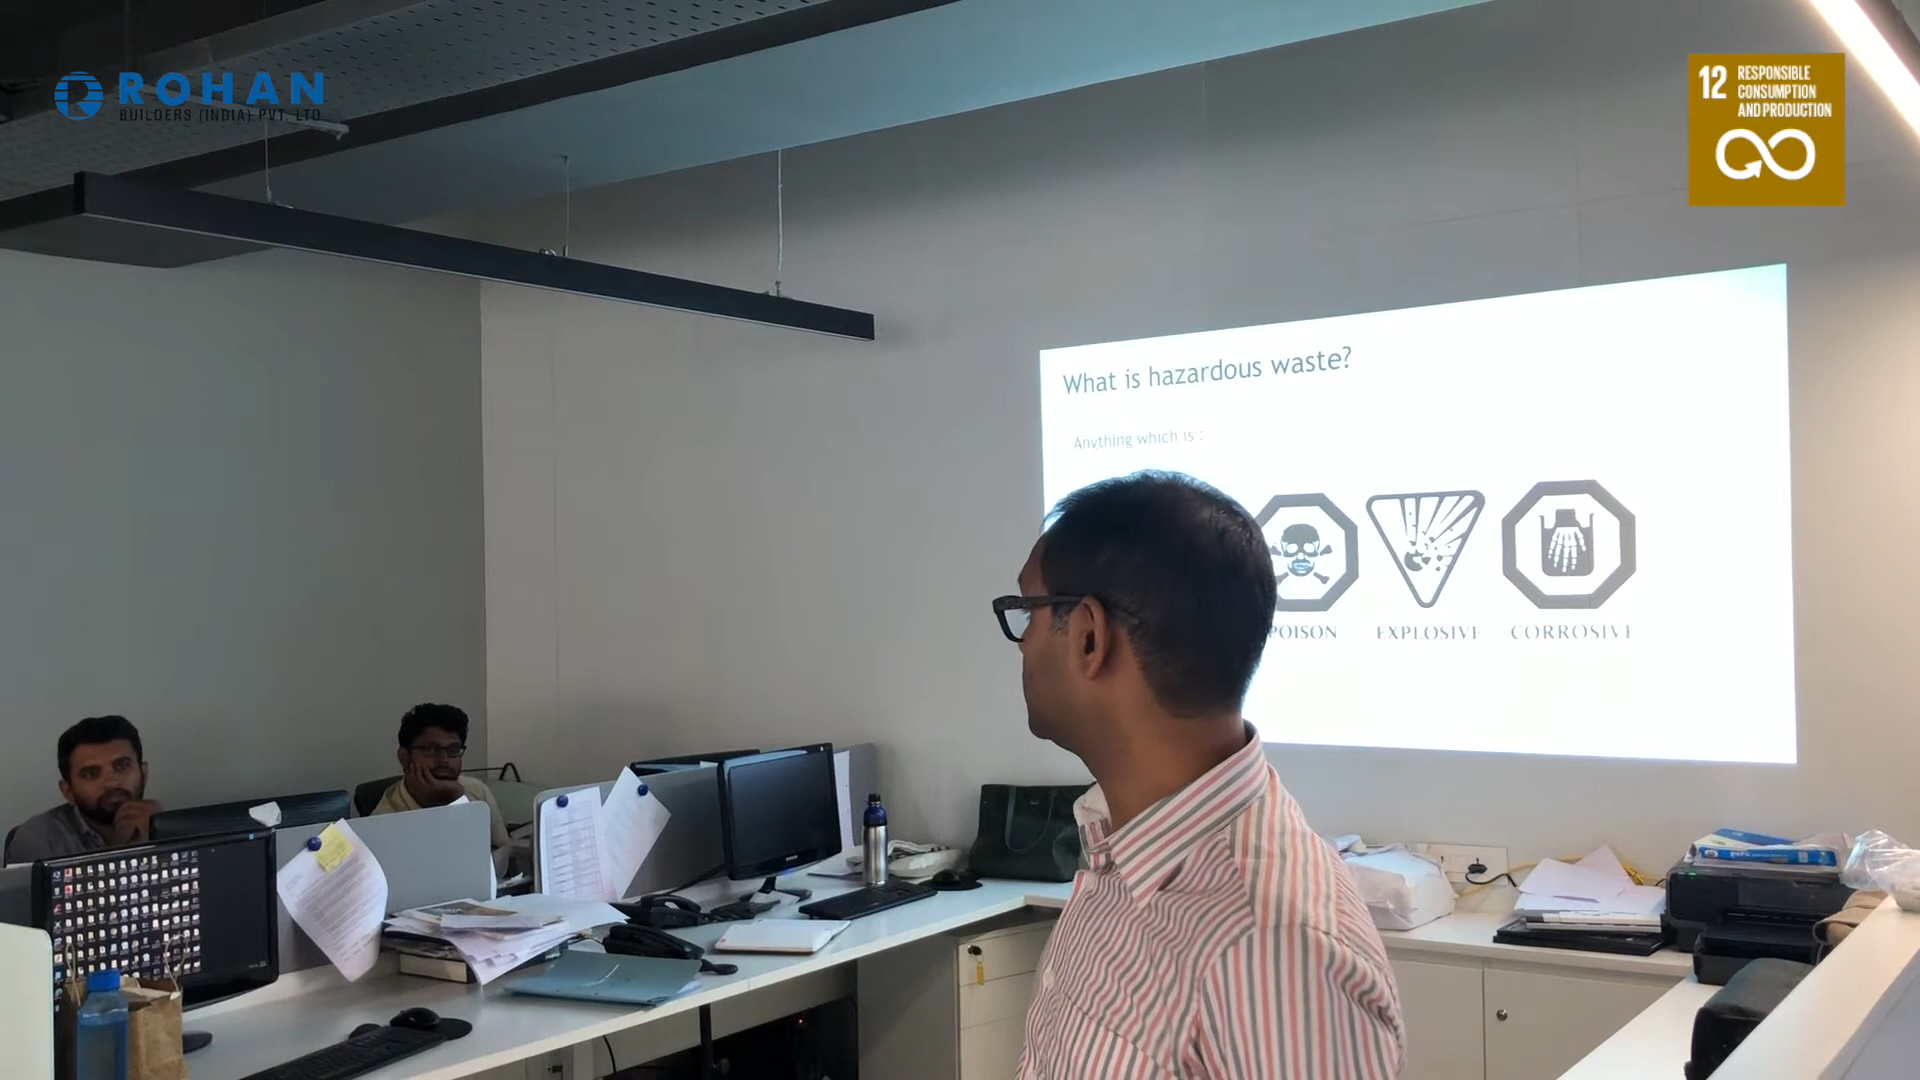 ROHAN
BUILDERS (INDIA) PVT. LTD
12 RESPONSIBLE
CONSUMPTION
AND PRODUCTION
What is hazardous waste?
Anything which is :
POISON EXPLOSIVE CORROSIVE